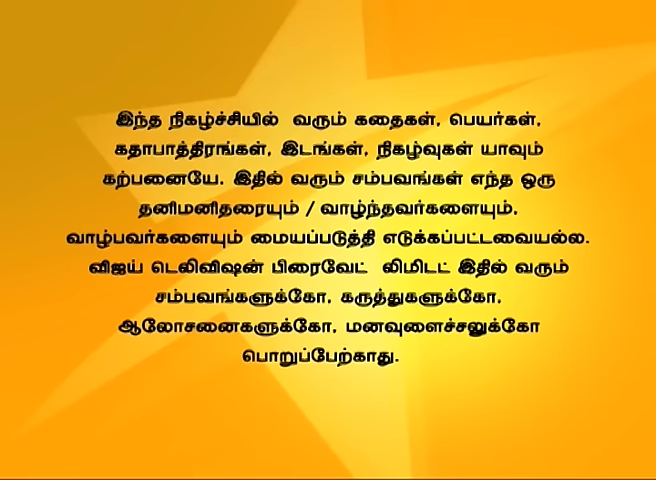 இந்த நிகழ்ச்சியில் வரும் கதைகள், பெயர்கள்,
கதாபாத்திரங்கள், இடங்கள், நிகழ்வுகள் யாவும்
கற்பனையே. இதில் வரும் சம்பவங்கள் எந்த ஒரு
தனிமனிதரையும் / வாழ்ந்தவர்களையும்,
வாழ்பவர்களையும் மையப்படுத்தி எடுக்கப்பட்டவையல்ல.
விஜய் டெலிவிஷன் பிரைவேட் லிமிடட் இதில் வரும்
சம்பவங்களுக்கோ, கருத்துகளுக்கோ,
ஆலோசனைகளுக்கோ, மனவுளைச்சலுக்கோ
பொறுப்பேற்காது.